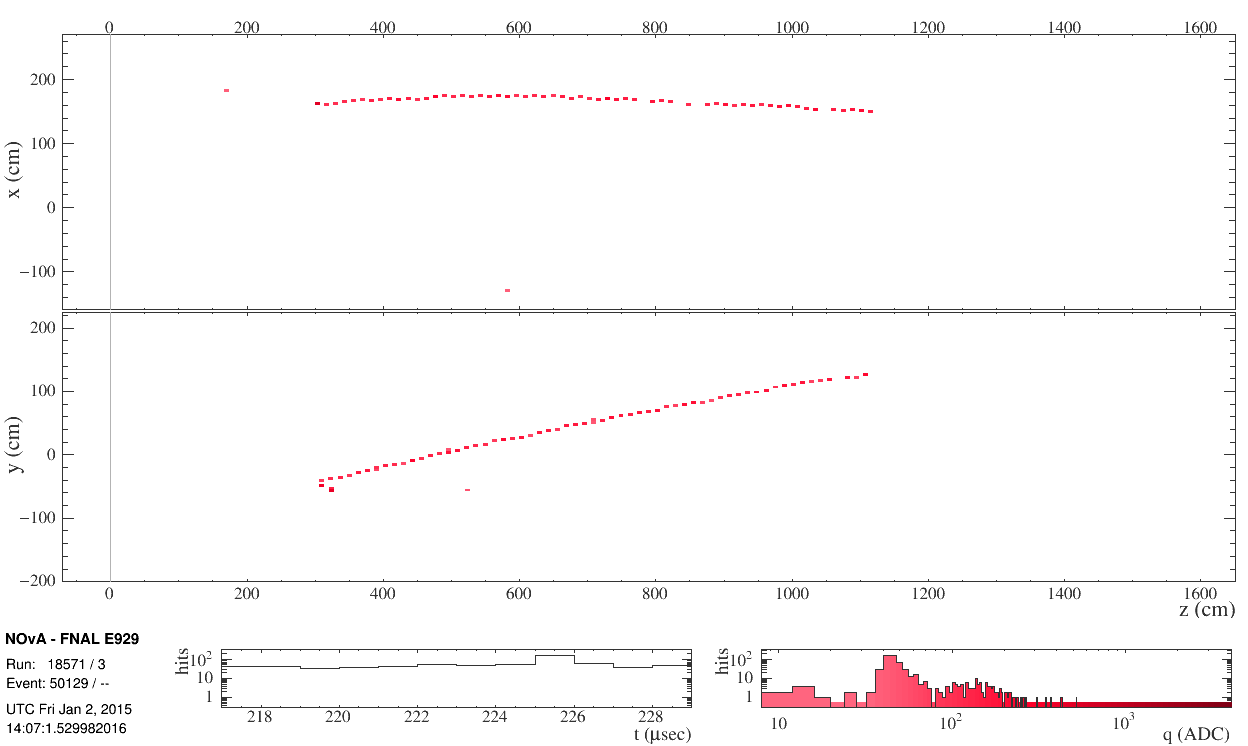 0 200 400 600 800 1000 1200 1400 1600
x (cm)
200
100
0
−100
y (cm)
200
100
0
−100
−200
0 200 400 600 800 1000 1200 1400 1600
z (cm)
NOvA - FNAL E929
Run: 18571 / 3
Event: 50129 / --
UTC Fri Jan 2, 2015
14:07:1.529982016
hits
10²
10
1
218 220 222 224 226 228
t (μsec)
hits
10²
10
1
10 10² 10³
q (ADC)